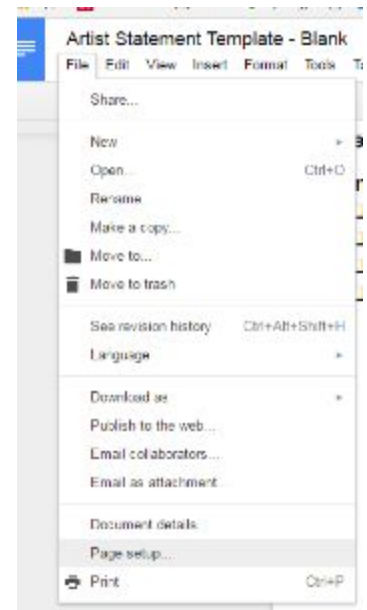 Artist Statement Template - Blank
File Edit View Insert Format Tools
Share...
New
Open... Ctrl+O
Rename
Make a copy...
Move to...
Move to trash
See revision history Ctrl+Alt+Shift+H
Language
Download as
Publish to the web...
Email collaborators...
Email as attachment...
Document details
Page setup...
Print Ctrl+P